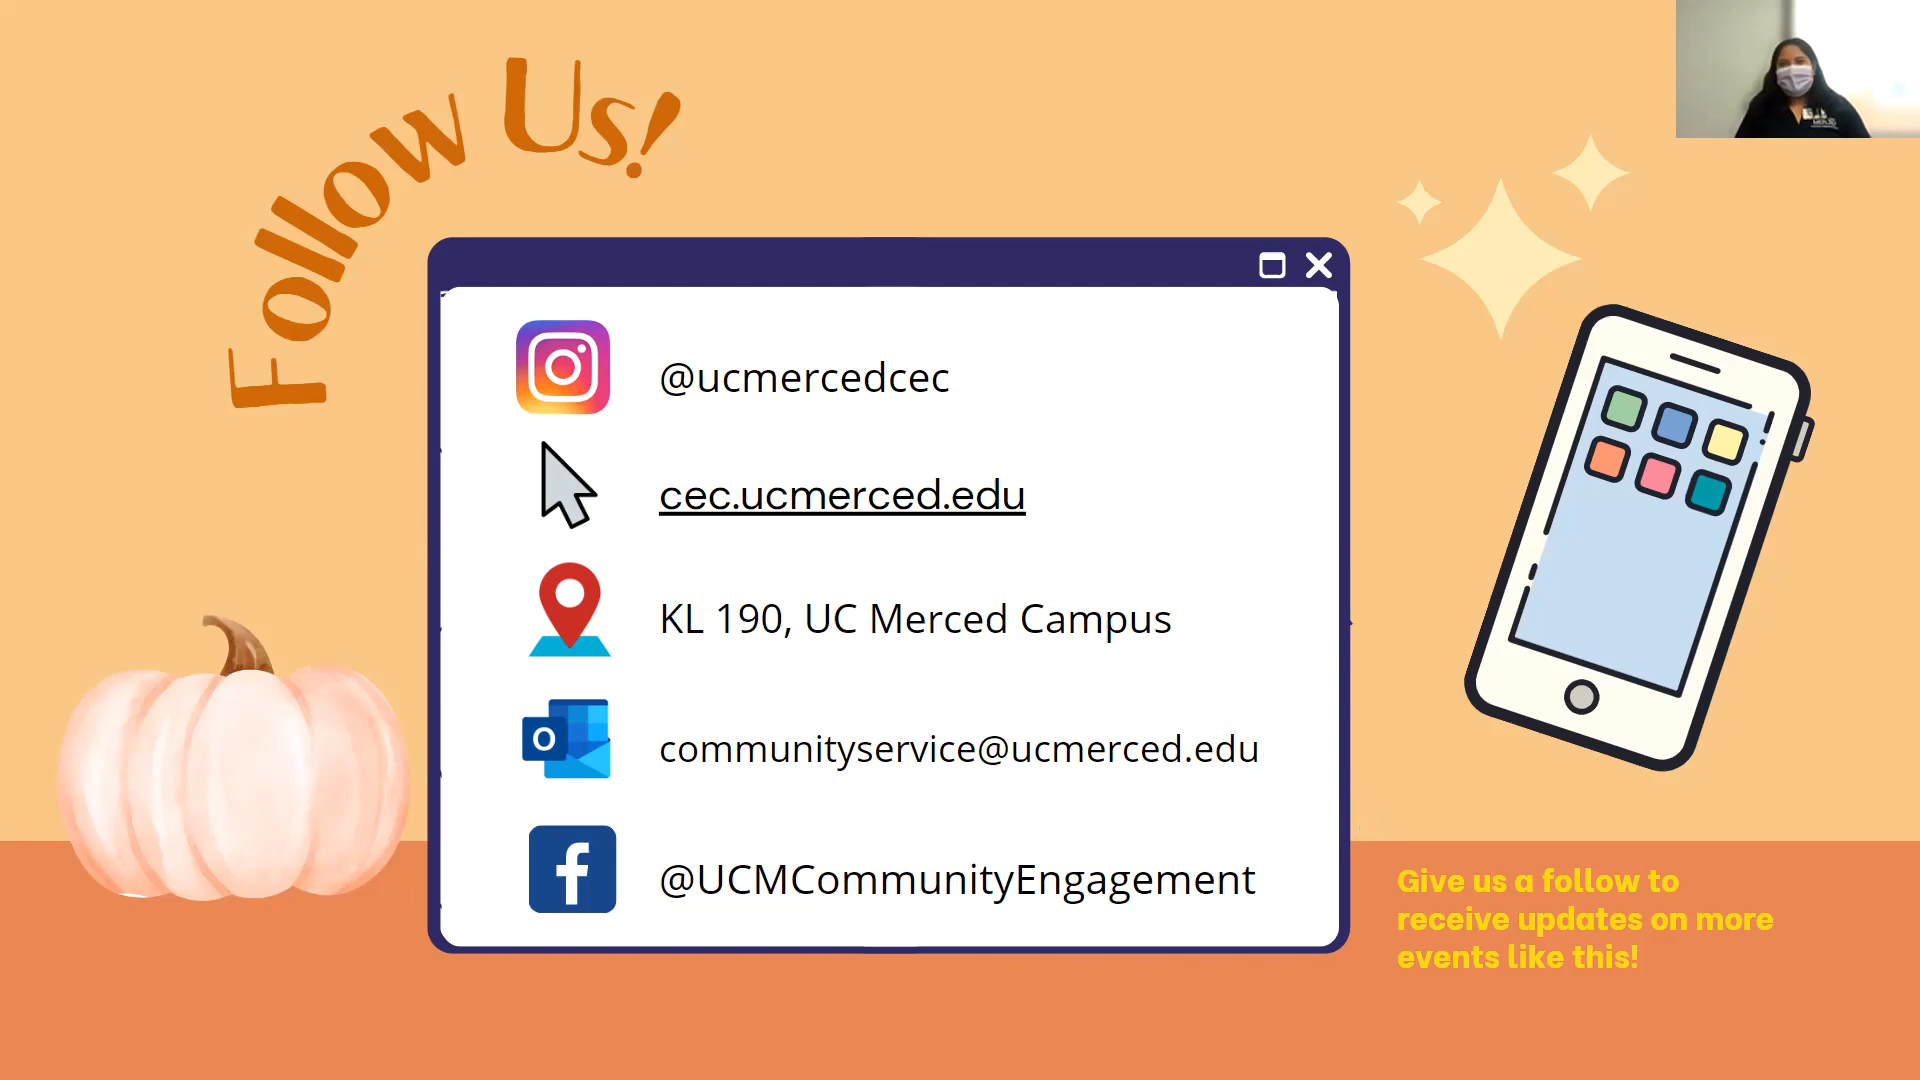 Follow Us!
@ucmercedcec
cec.ucmerced.edu
KL 190, UC Merced Campus
communityservice@ucmerced.edu
@UCMCommunityEngagement
Give us a follow to
receive updates on more
events like this!